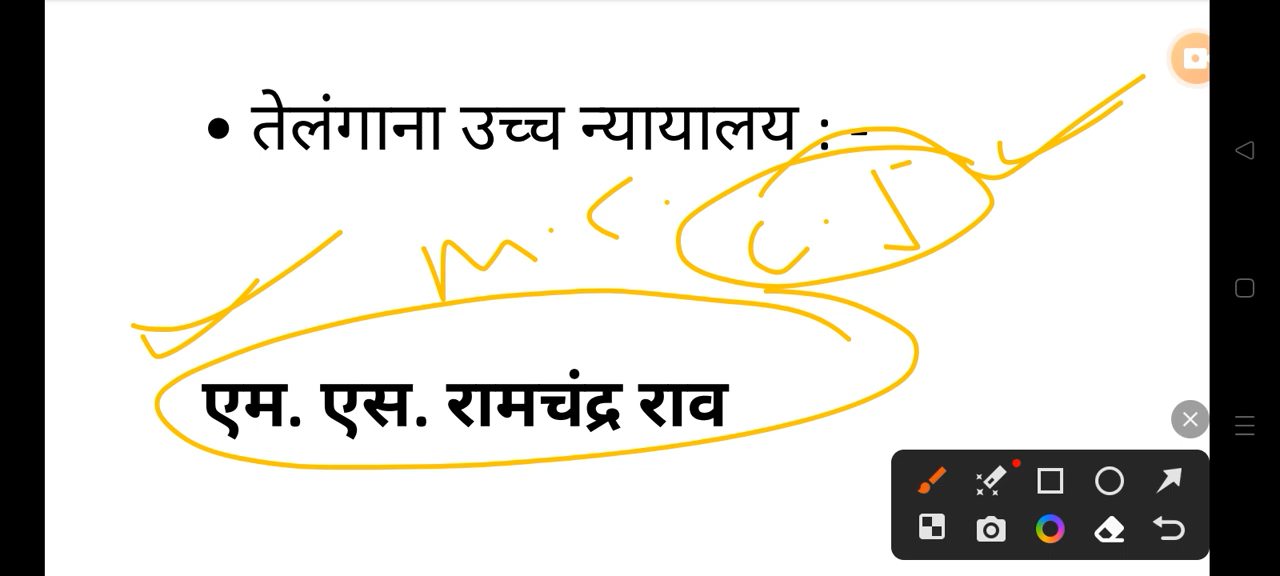 • तेलंगाना उच्च न्यायालय : -
m. C. C. J
एम. एस. रामचंद्र राव